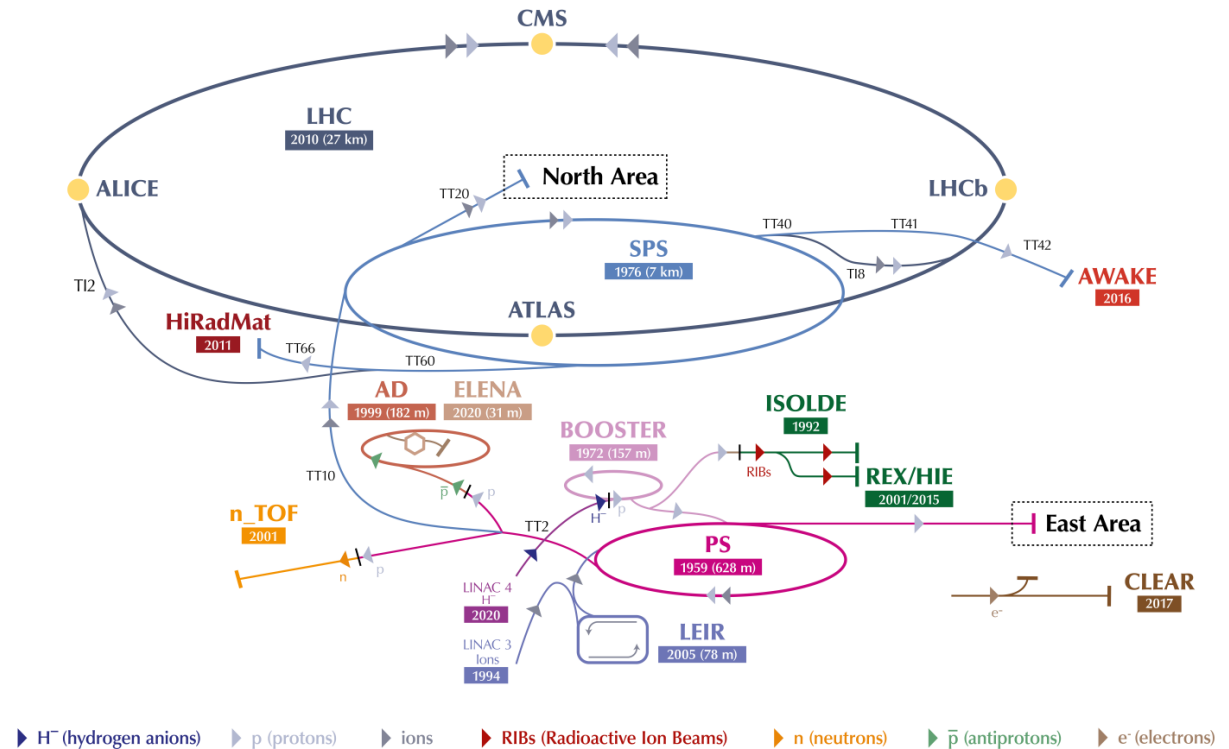 CMS
LHC
2010 (27 km)
North Area
TT20
ALICE
LHCb
TT40
TT41
TT42
SPS
1976 (7 km)
TI8
TI2
AWAKE
2016
ATLAS
HiRadMat
2011
TT66
TT60
AD
1999 (182 m)
ELENA
2020 (31 m)
ISOLDE
1992
BOOSTER
1972 (157 m)
RIBs
REX/HIE
2001/2015
TT10
p̄
p
H⁻
p
n_TOF
2001
TT2
East Area
PS
1959 (628 m)
n
p
LINAC 4
H⁻
2020
CLEAR
2017
e⁻
LINAC 3
Ions
1994
LEIR
2005 (78 m)
H⁻ (hydrogen anions)
p (protons)
ions
RIBs (Radioactive Ion Beams)
n (neutrons)
p̄ (antiprotons)
e⁻ (electrons)